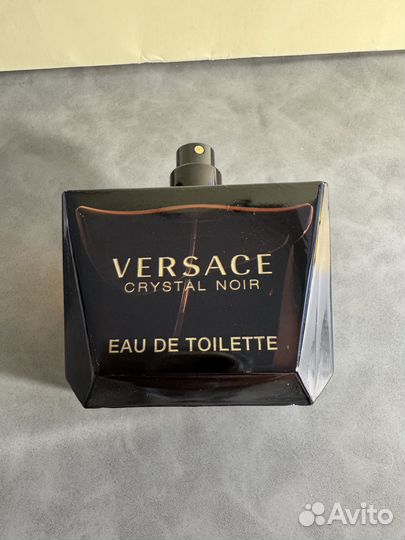 VERSACE
CRYSTAL NOIR
EAU DE TOILETTE
Avito